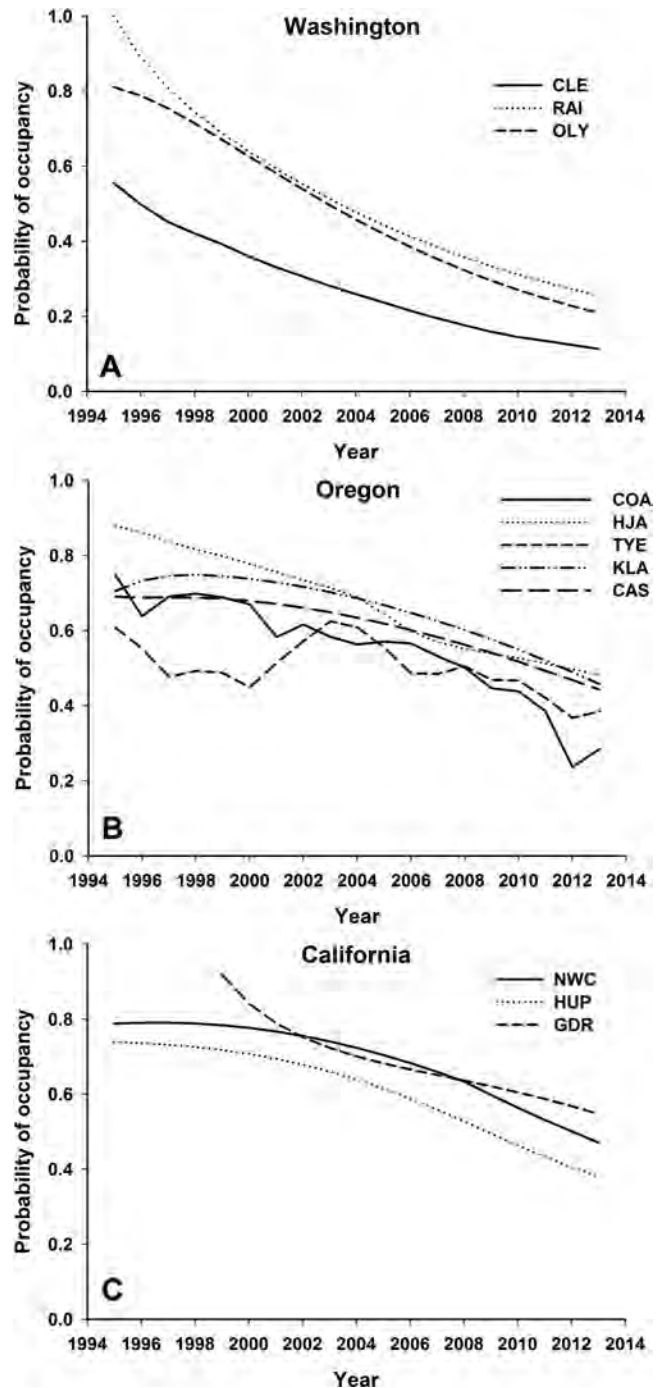 Washington
CLE
RAI
OLY
Probability of occupancy
1.0
0.8
0.6
0.4
0.2
0.0
A
1994 1996 1998 2000 2002 2004 2006 2008 2010 2012 2014
Year
Oregon
COA
HJA
TYE
KLA
CAS
Probability of occupancy
1.0
0.8
0.6
0.4
0.2
0.0
B
1994 1996 1998 2000 2002 2004 2006 2008 2010 2012 2014
Year
California
NWC
HUP
GDR
Probability of occupancy
1.0
0.8
0.6
0.4
0.2
0.0
C
1994 1996 1998 2000 2002 2004 2006 2008 2010 2012 2014
Year